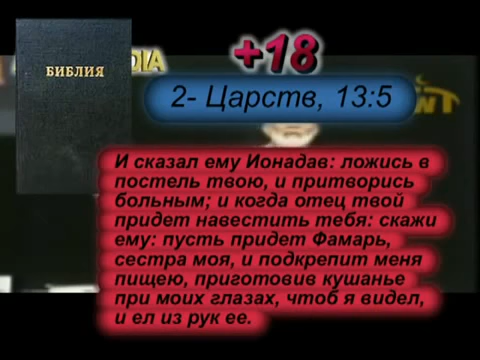 +18
БИБЛИЯ
2- Царств, 13:5
И сказал ему Ионадав: ложись в
постель твою, и притворись
больным; и когда отец твой
придет навестить тебя: скажи
ему: пусть придет Фамарь,
сестра моя, и подкрепит меня
пищею, приготовив кушанье
при моих глазах, чтоб я видел,
и ел из рук ее.